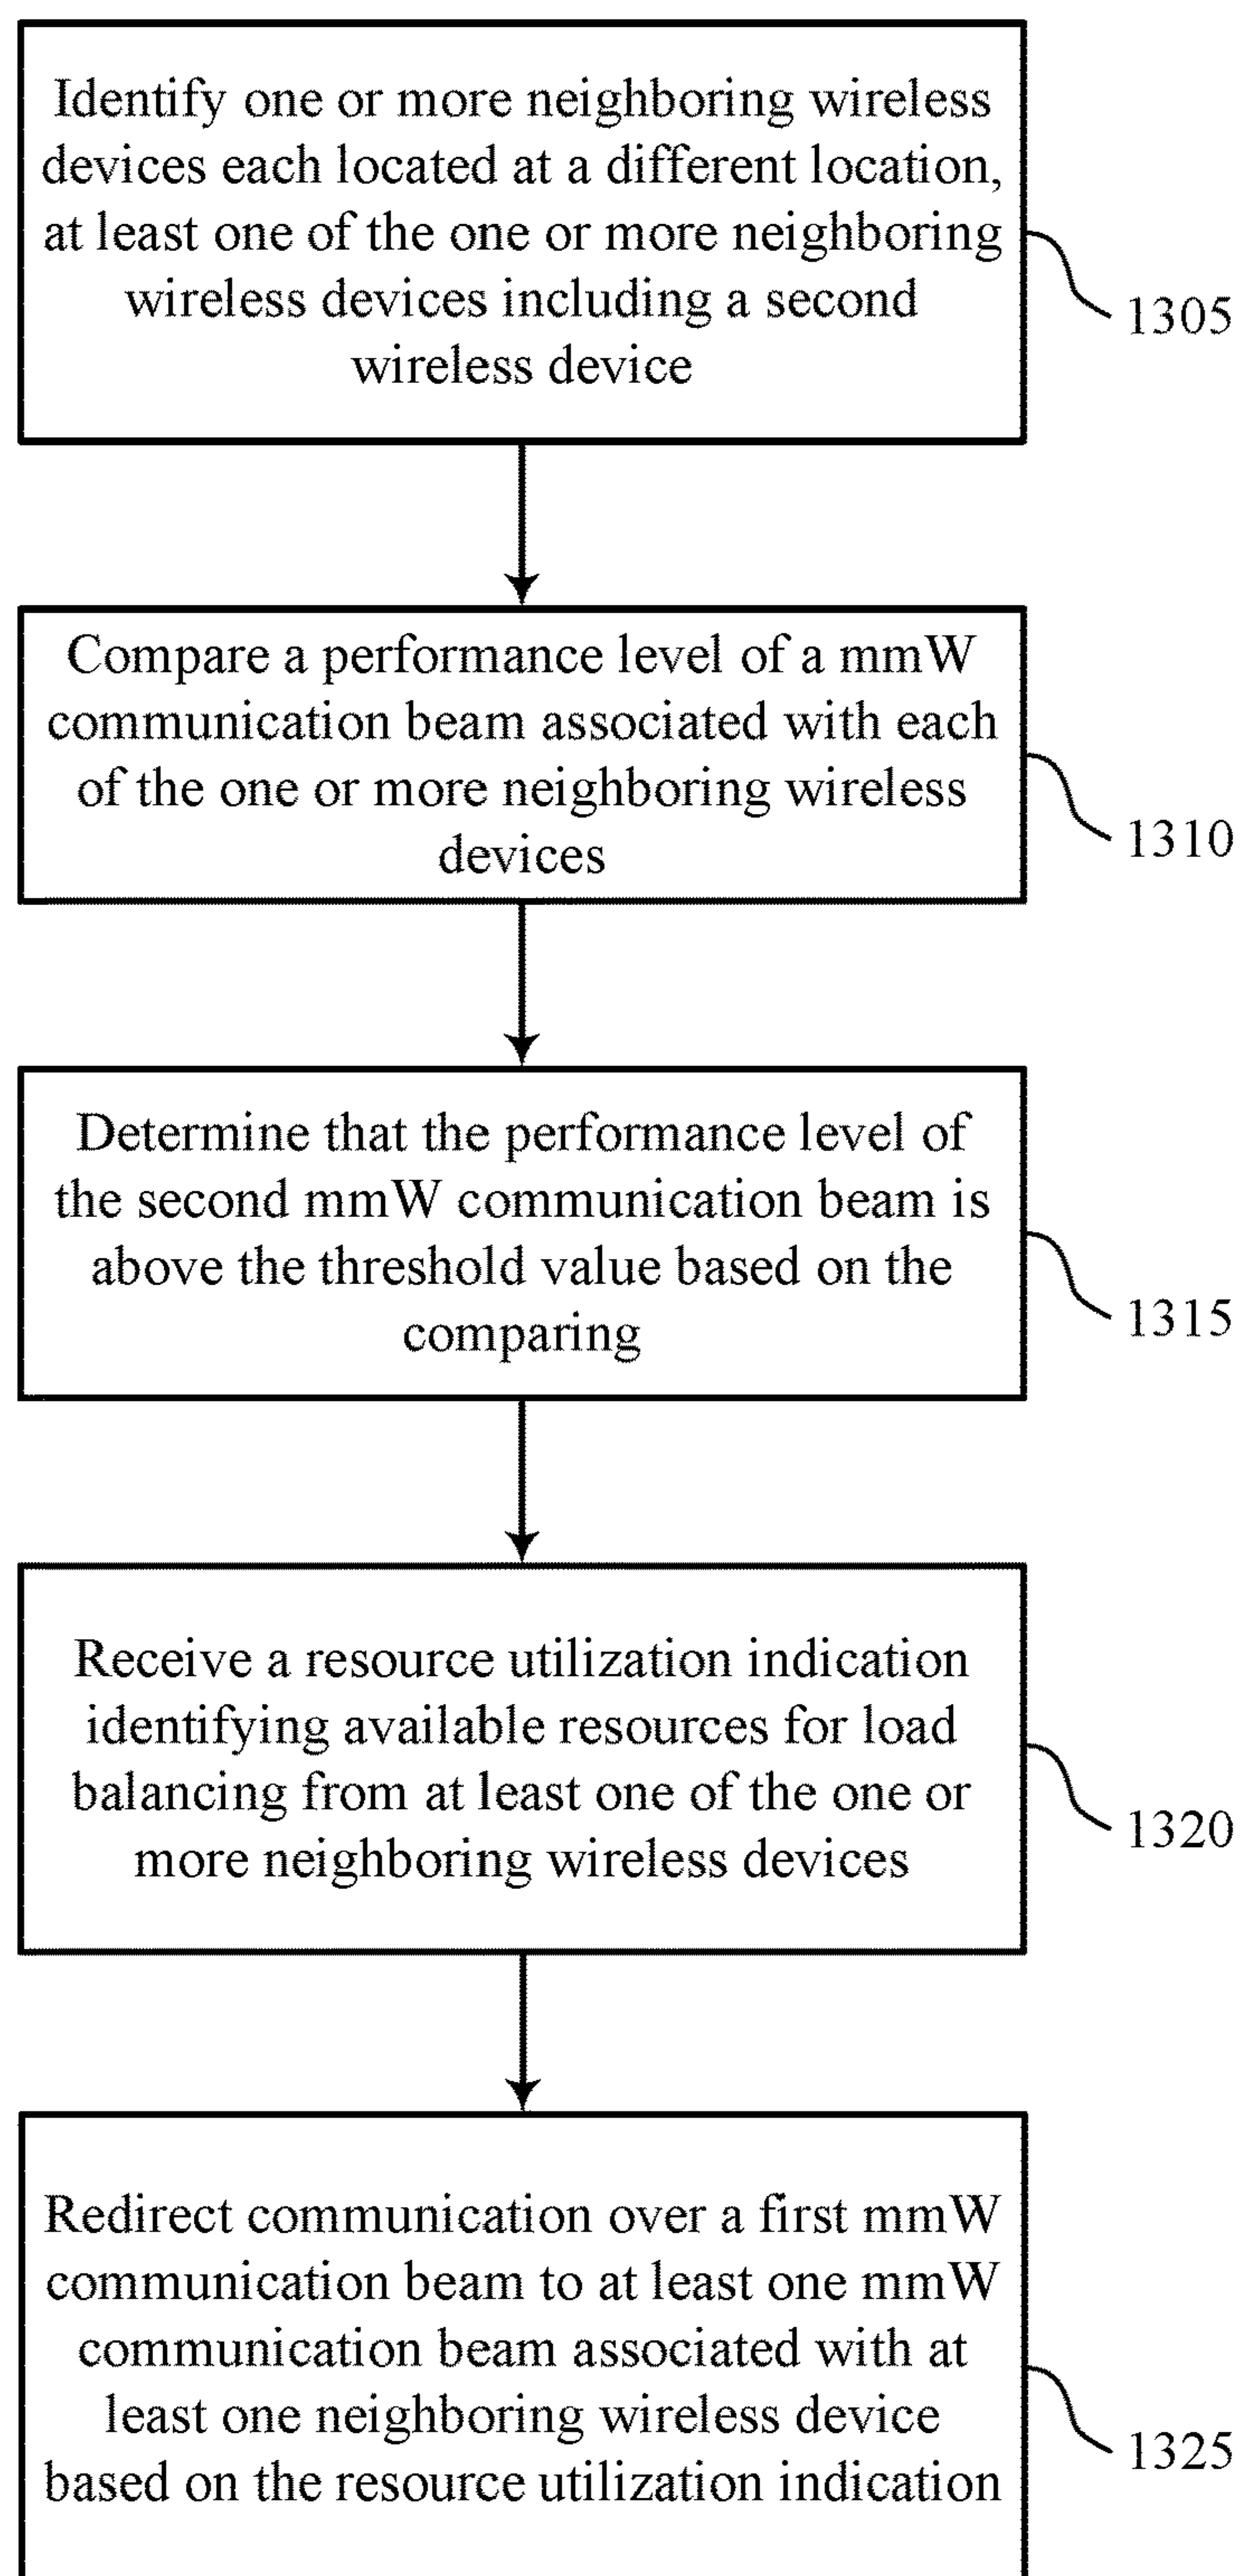 Identify one or more neighboring wireless
devices each located at a different location,
at least one of the one or more neighboring
wireless devices including a second
wireless device
1305
Compare a performance level of a mmW
communication beam associated with each
of the one or more neighboring wireless
devices
1310
Determine that the performance level of
the second mmW communication beam is
above the threshold value based on the
comparing
1315
Receive a resource utilization indication
identifying available resources for load
balancing from at least one of the one or
more neighboring wireless devices
1320
Redirect communication over a first mmW
communication beam to at least one mmW
communication beam associated with at
least one neighboring wireless device
based on the resource utilization indication
1325